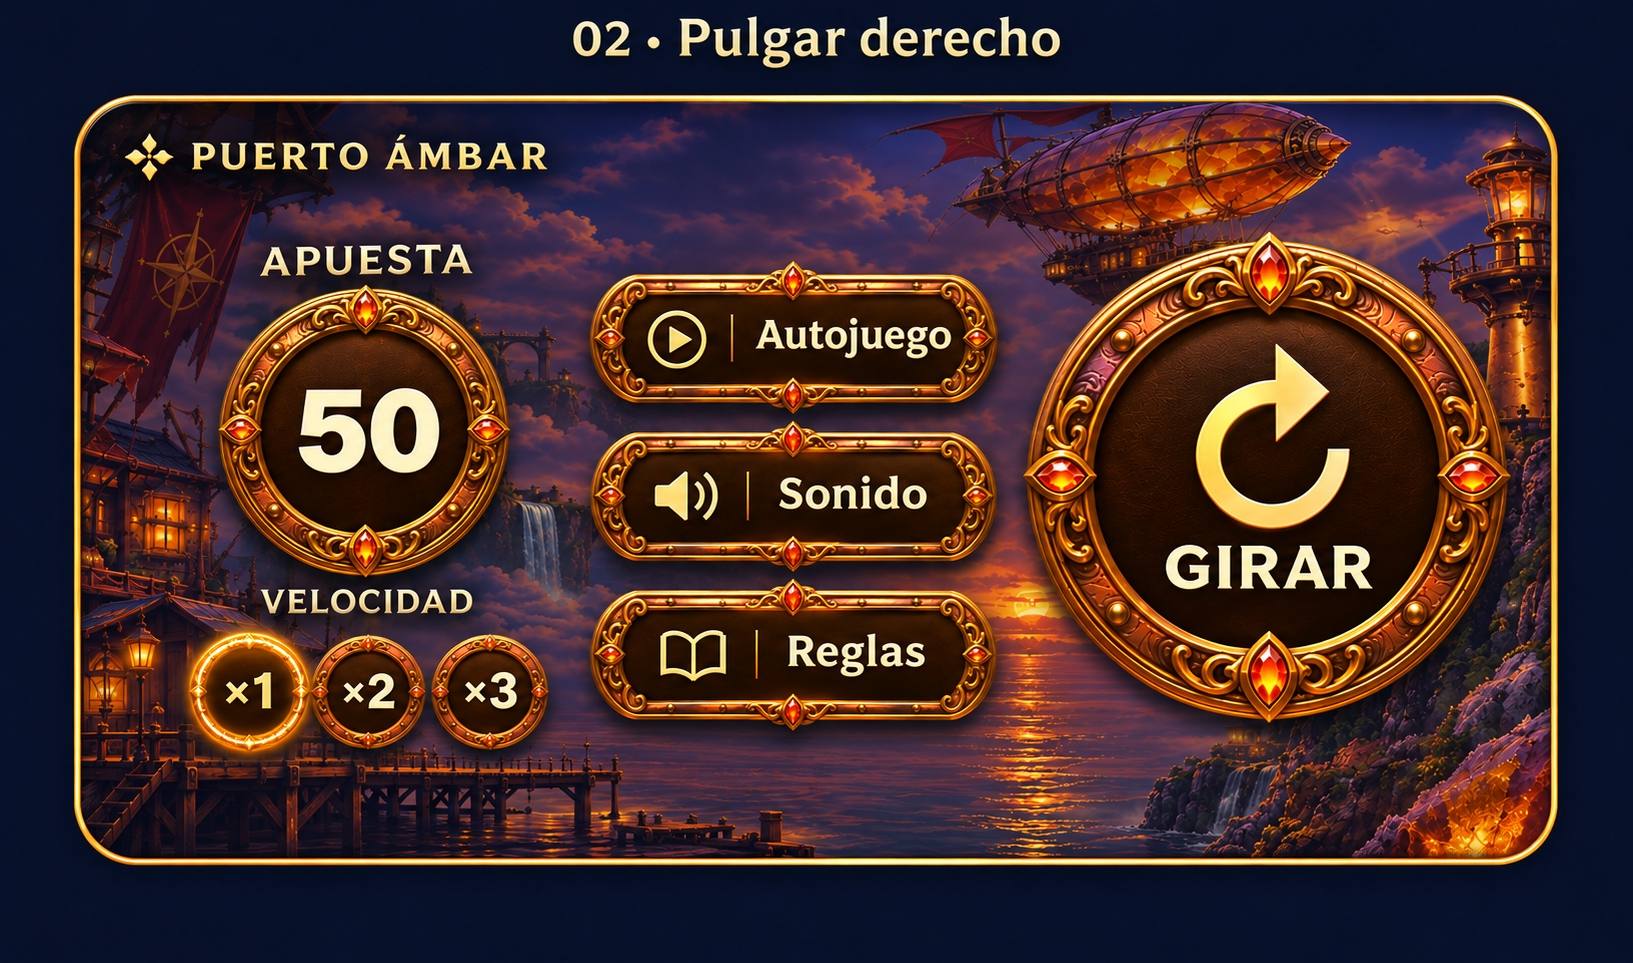 02 • Pulgar derecho
PUERTO ÁMBAR
APUESTA
50
VELOCIDAD
×1
×2
×3
Autojuego
Sonido
Reglas
GIRAR